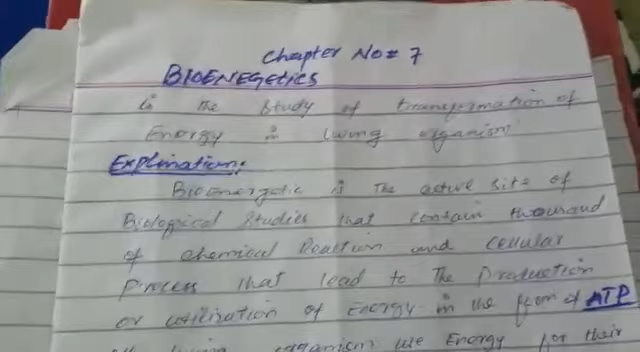 Chapter No# 7
BIOENEGETICS
is the study of transformation of
Energy in living organism
Explination:
Bioenergetic is the active site of
Biological studies that contain thousand
of chemical Reaction and cellular
Process that lead to the production
or utilization of Energy in the form of ATP
living organism use Energy for their